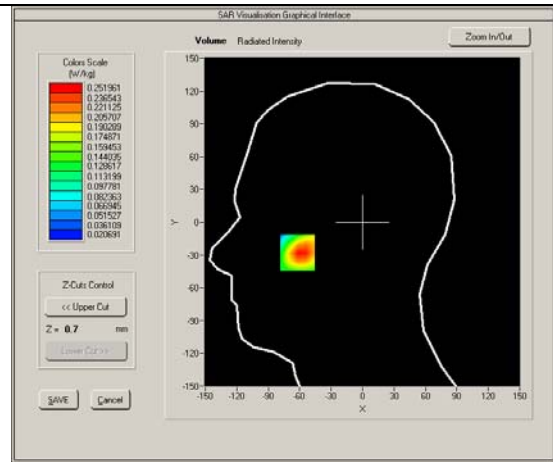 SAR Visualisation Graphical Interface
Volume Radiated Intensity
Zoom In/Out
Colors Scale
(W/kg)
0.251961
0.236543
0.221125
0.205707
0.190289
0.174871
0.159453
0.144035
0.128617
0.113199
0.097781
0.082363
0.066945
0.051527
0.036109
0.020691
Z-Cuts Control
<< Upper Cut
Z = 0.7 mm
Lower Cut >>
SAVE Cancel
150
120
90
60
30
0
-30
-60
-90
-120
-150
Y
-150 -120 -90 -60 -30 0 30 60 90 120 150
X